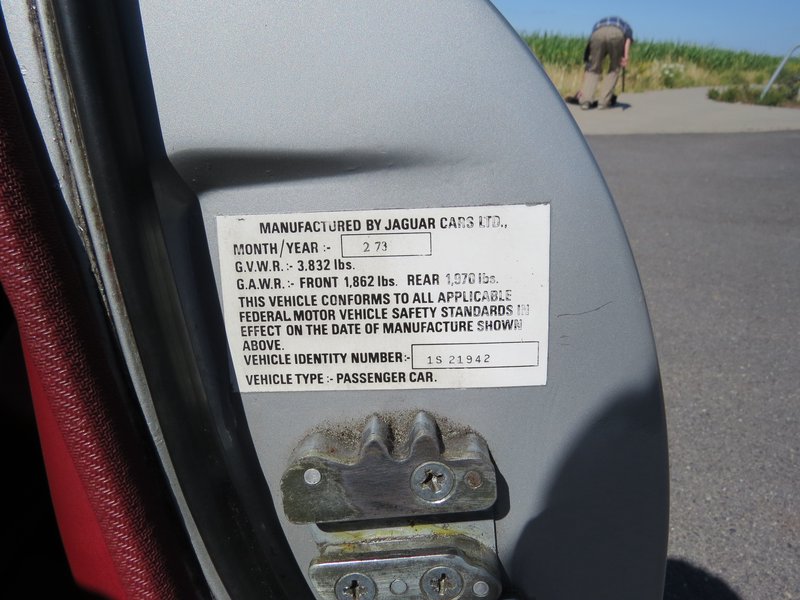 MANUFACTURED BY JAGUAR CARS LTD.,
MONTH/YEAR :- 2 73
G.V.W.R. :- 3.832 lbs.
G.A.W.R. :- FRONT 1,862 lbs. REAR 1,970 lbs.
THIS VEHICLE CONFORMS TO ALL APPLICABLE
FEDERAL MOTOR VEHICLE SAFETY STANDARDS IN
EFFECT ON THE DATE OF MANUFACTURE SHOWN
ABOVE.
VEHICLE IDENTITY NUMBER:- 1S 21942
VEHICLE TYPE :- PASSENGER CAR.